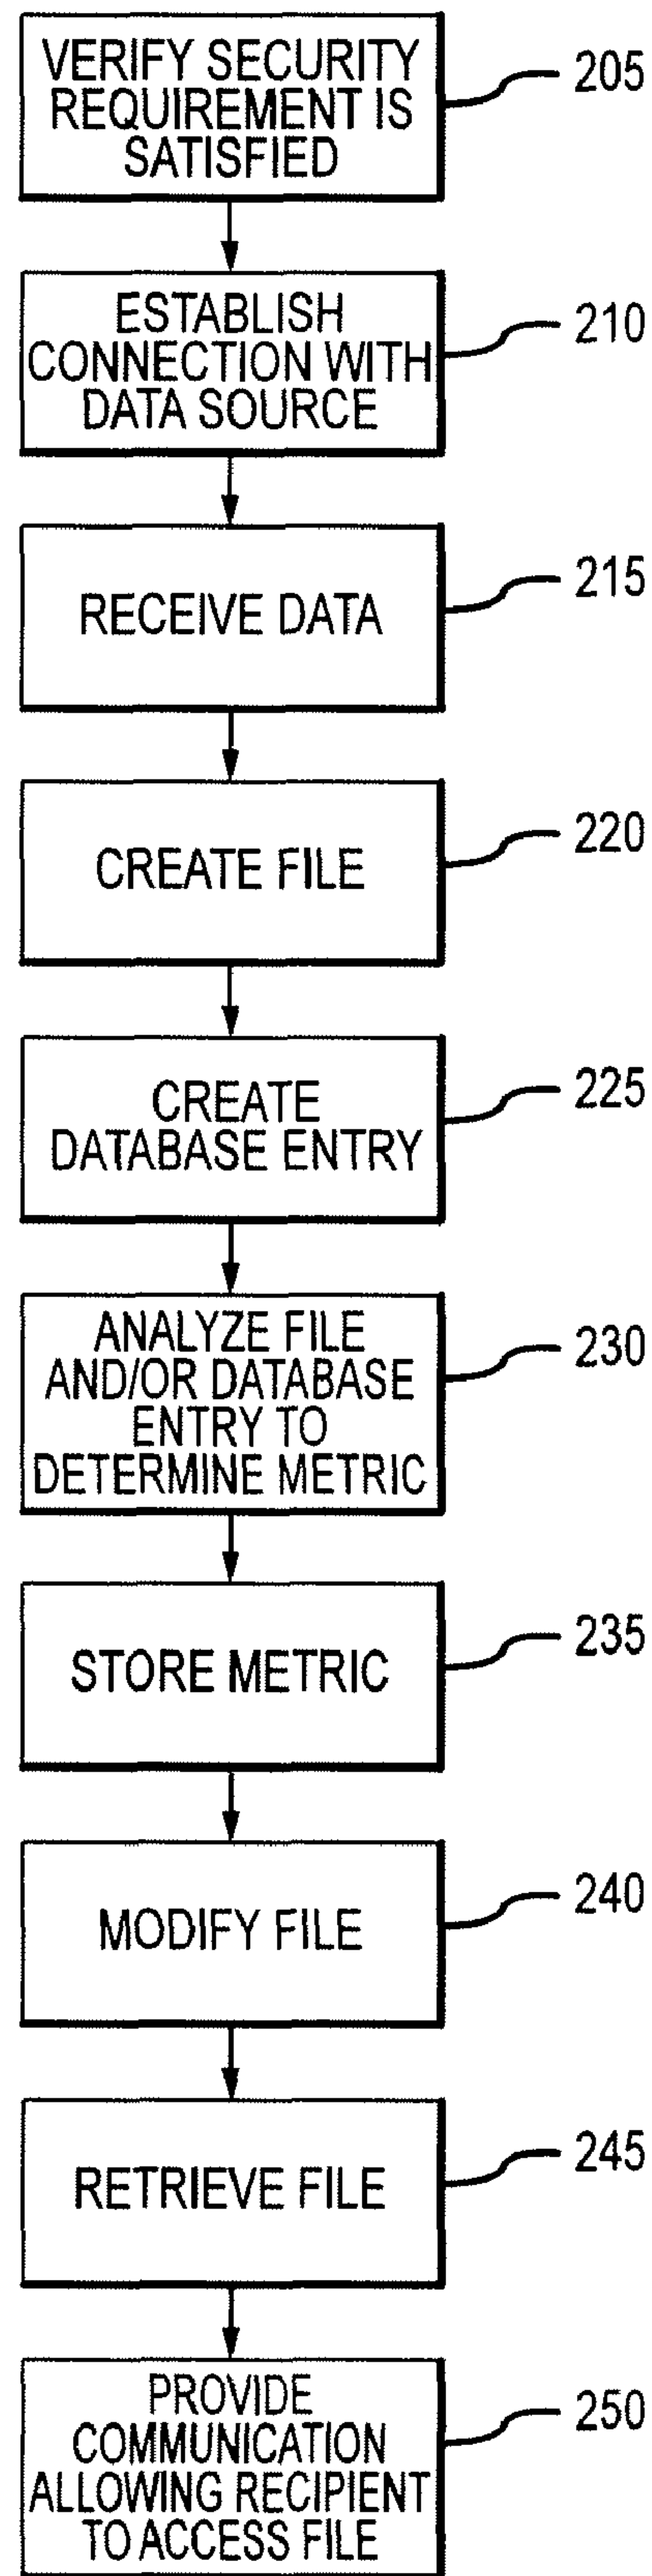 VERIFY SECURITY
REQUIREMENT IS
SATISFIED
205
ESTABLISH
CONNECTION WITH
DATA SOURCE
210
RECEIVE DATA
215
CREATE FILE
220
CREATE
DATABASE ENTRY
225
ANALYZE FILE
AND/OR DATABASE
ENTRY TO
DETERMINE METRIC
230
STORE METRIC
235
MODIFY FILE
240
RETRIEVE FILE
245
PROVIDE
COMMUNICATION
ALLOWING RECIPIENT
TO ACCESS FILE
250